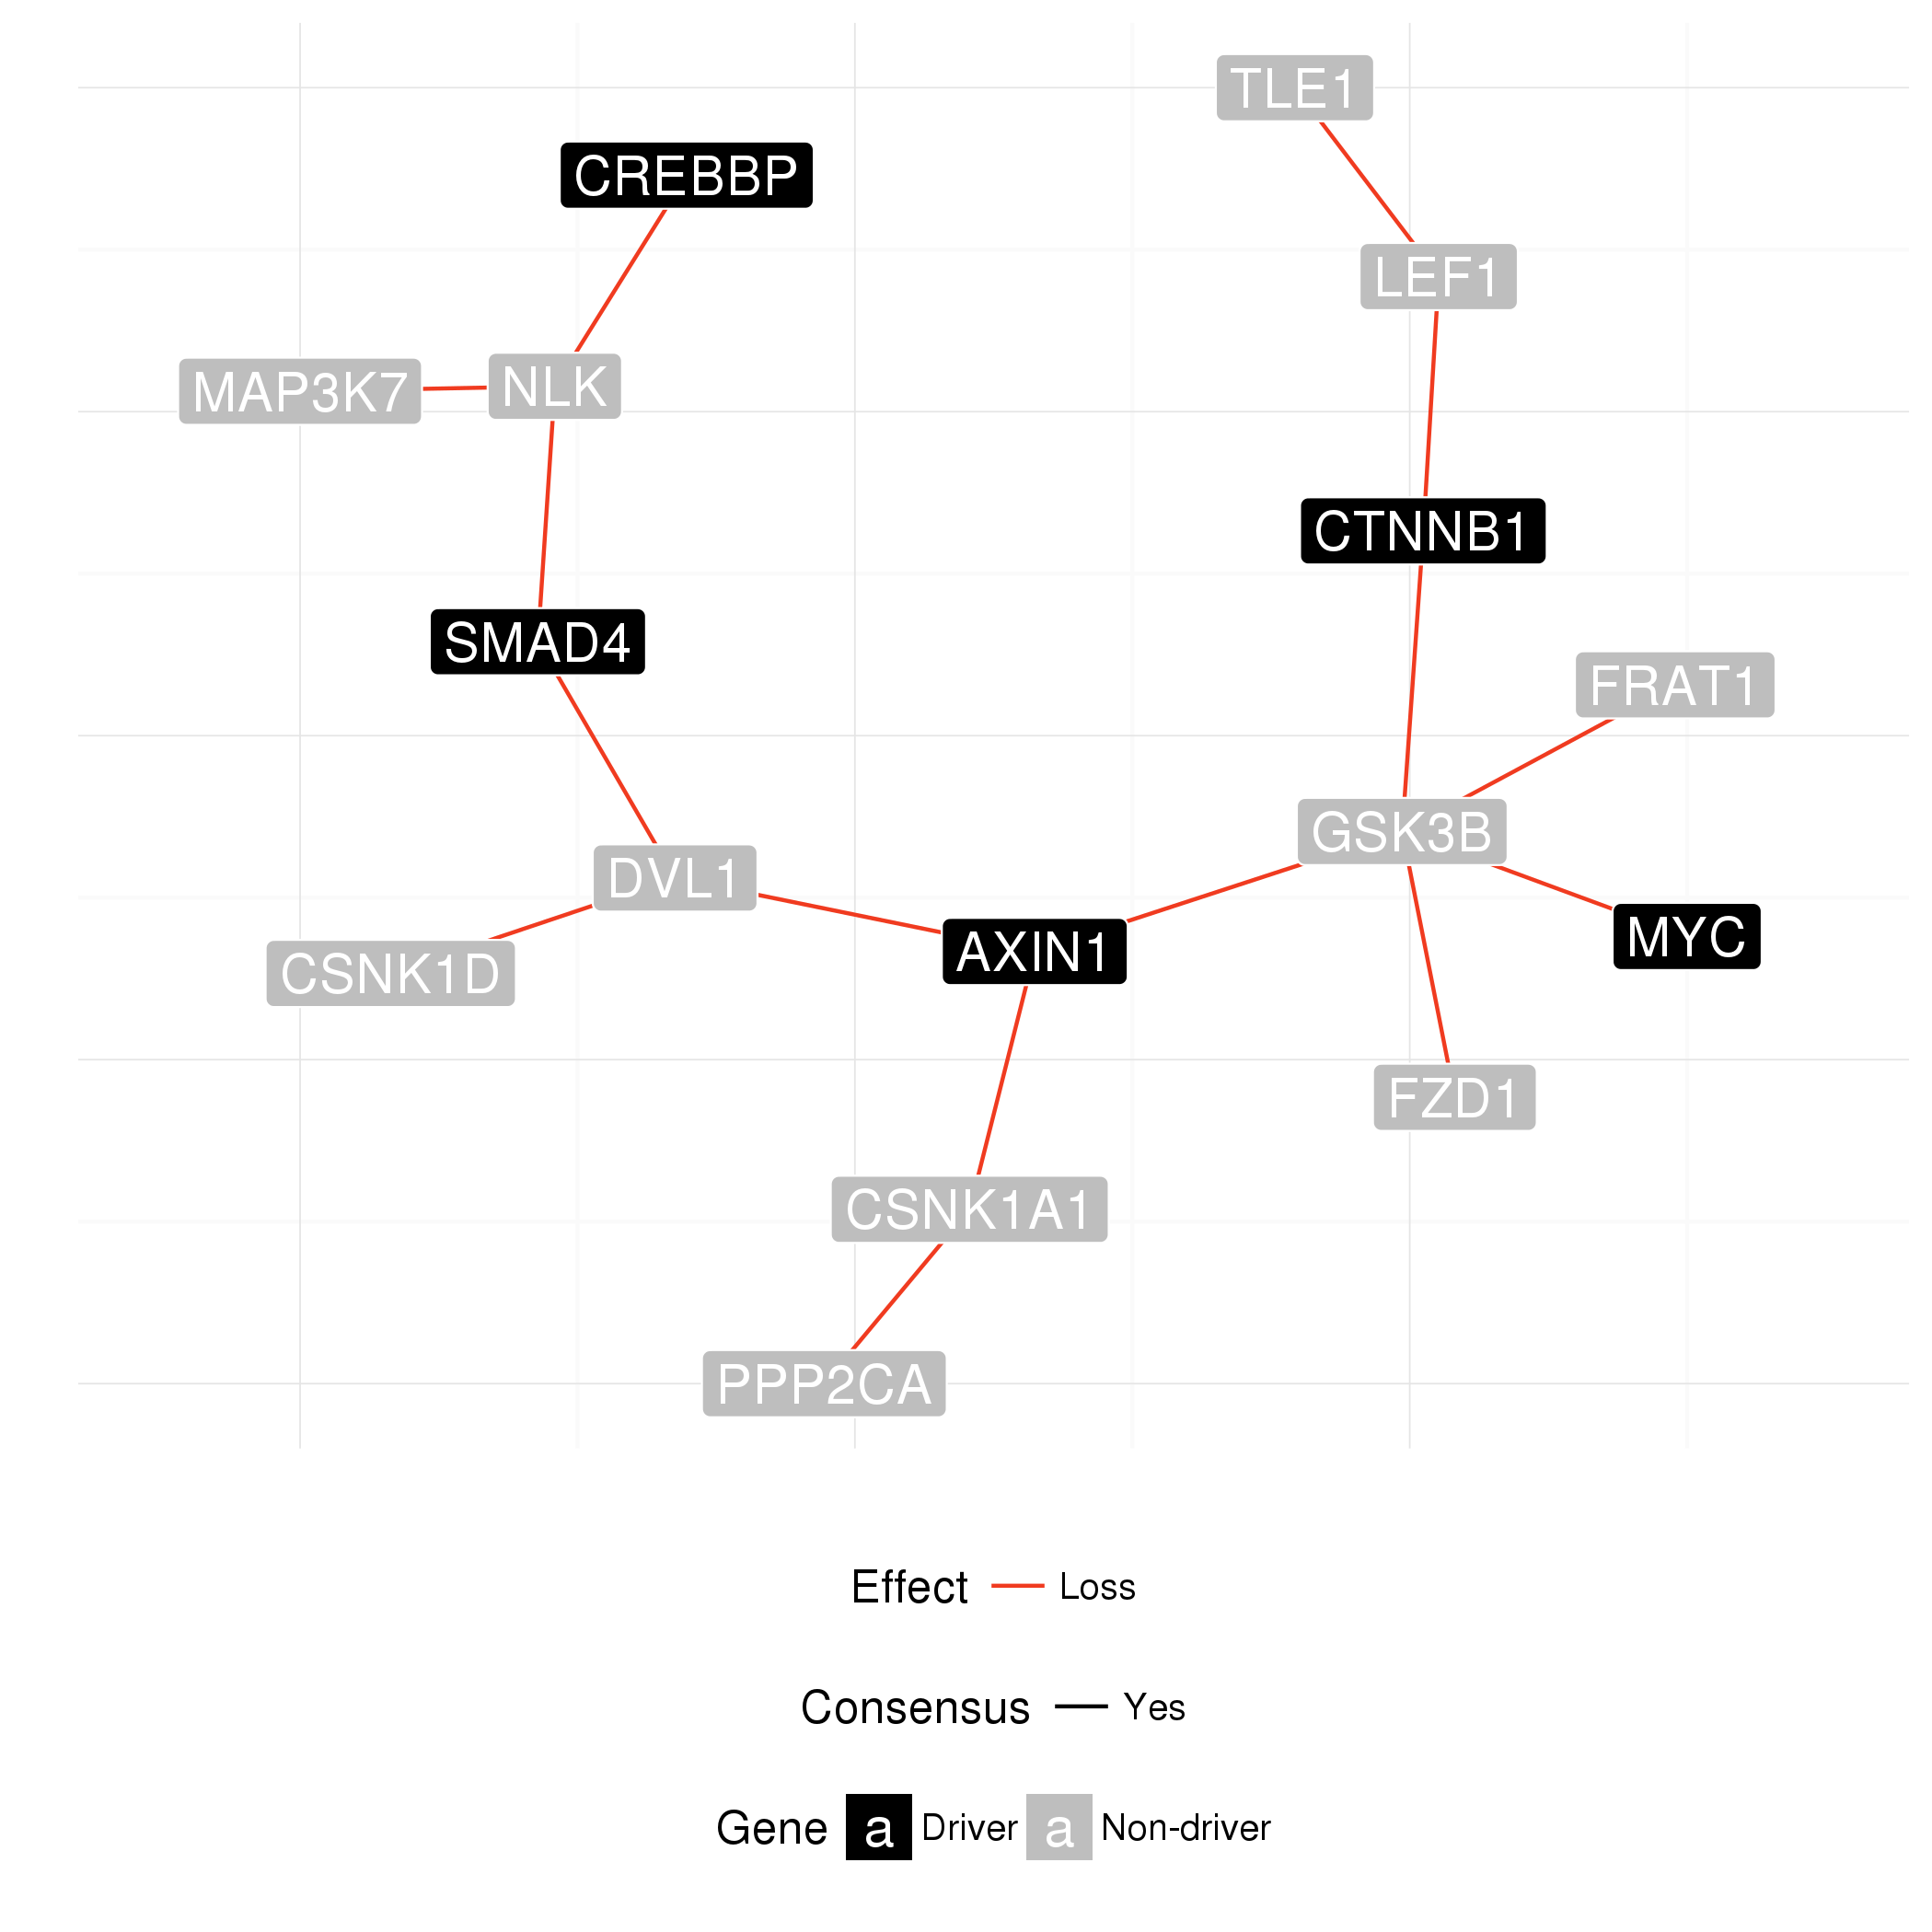 TLE1
CREBBP
LEF1
MAP3K7
NLK
CTNNB1
SMAD4
FRAT1
GSK3B
DVL1
MYC
AXIN1
CSNK1D
FZD1
CSNK1A1
PPP2CA
Effect Loss
Consensus Yes
Gene a Driver a Non-driver